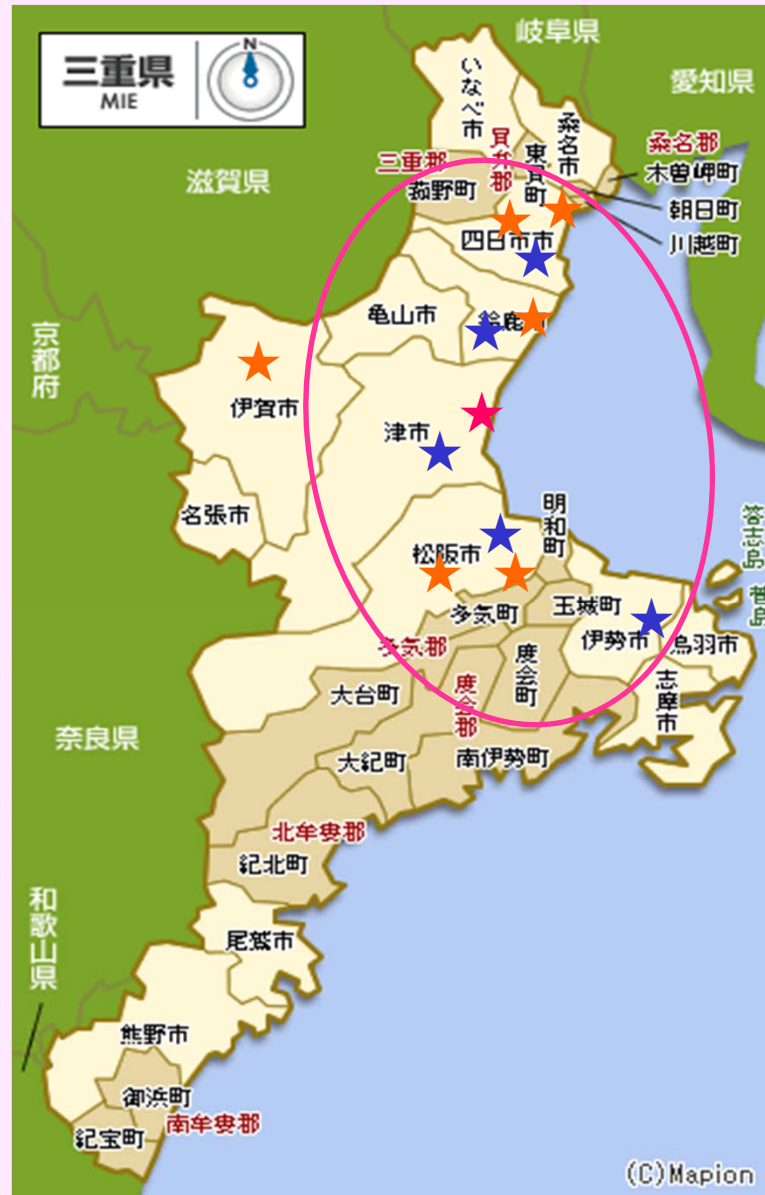 三重県
MIE
N
岐阜県
愛知県
滋賀県
京都府
奈良県
和歌山県
いなべ市
桑名市
東員町
員弁郡
桑名郡
木曽岬町
朝日町
川越町
三重郡
菰野町
四日市市
亀山市
鈴鹿
伊賀市
津市
名張市
松阪市
明和町
多気町
玉城町
伊勢市
鳥羽市
答志島
菅島
多気郡
度会町
度会郡
志摩市
大台町
大紀町
南伊勢町
北牟婁郡
紀北町
尾鷲市
熊野市
御浜町
紀宝町
南牟婁郡
(C)Mapion